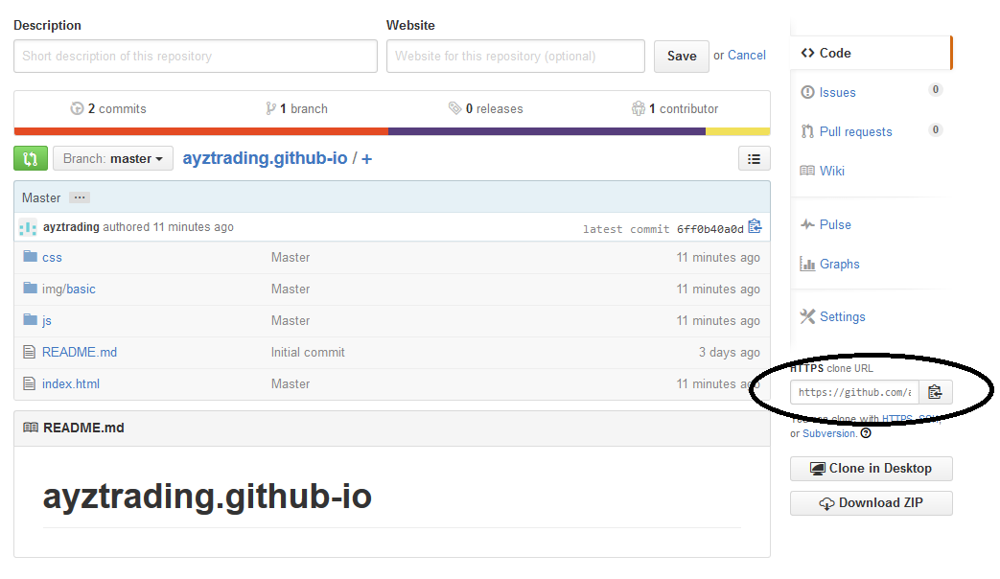 Description
Website
Short description of this repository
Website for this repository (optional)
Save or Cancel
2 commits
1 branch
0 releases
1 contributor
Branch: master
ayztrading.github-io / +
Master ...
ayztrading authored 11 minutes ago
latest commit 6ff0b40a0d
css Master 11 minutes ago
img/basic Master 11 minutes ago
js Master 11 minutes ago
README.md Initial commit 3 days ago
index.html Master 11 minutes ago
README.md
ayztrading.github-io
Code
Issues 0
Pull requests 0
Wiki
Pulse
Graphs
Settings
HTTPS clone URL
https://github.com/a
You can clone with HTTPS, SSH,
or Subversion.
Clone in Desktop
Download ZIP